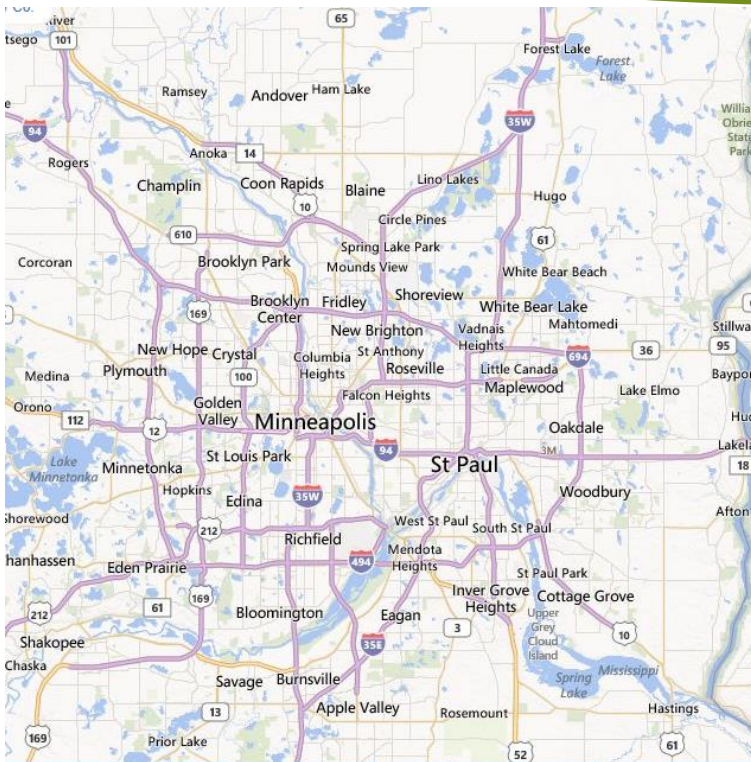 65
101
tsego
Forest Lake
Forest
Lake
Ramsey
Andover
Ham Lake
94
35W
Rogers
Anoka
14
Champlin
Coon Rapids
Blaine
Lino Lakes
Hugo
10
Circle Pines
610
Spring Lake Park
61
Corcoran
Brooklyn Park
Mounds View
White Bear Beach
Shoreview
Brooklyn
Center
Fridley
White Bear Lake
169
New Brighton
Vadnais
Heights
Mahtomedi
New Hope
Crystal
Columbia
Heights
St Anthony
Roseville
694
36
95
Medina
Plymouth
100
Little Canada
Maplewood
Lake Elmo
Orono
112
Golden
Valley
Falcon Heights
12
Minneapolis
Oakdale
94
3M
St Paul
18
Lake
Minnetonka
Minnetonka
St Louis Park
Hopkins
Edina
35W
Woodbury
212
Richfield
West St Paul
South St Paul
Afton
Eden Prairie
494
Mendota
Heights
St Paul Park
169
61
Bloomington
Eagan
Inver Grove
Heights
Cottage Grove
212
3
Upper
Grey
Cloud
Island
10
Shakopee
35E
Chaska
Savage
Burnsville
Spring
Lake
Mississippi
13
Apple Valley
Rosemount
Hastings
169
Prior Lake
52
61